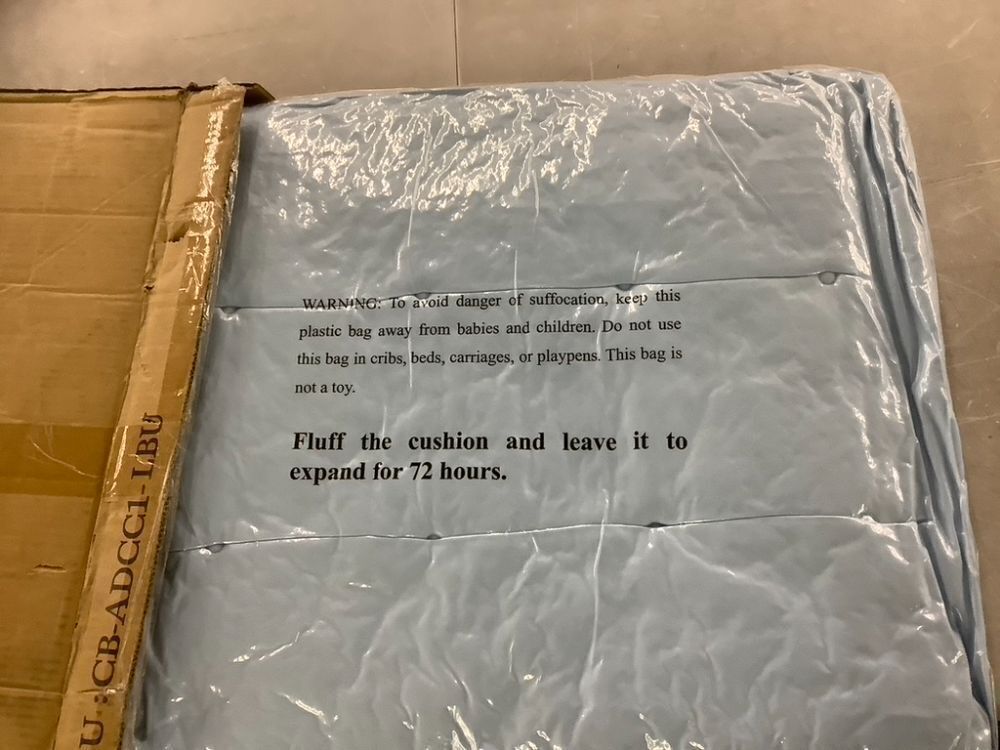 WARNING: To avoid danger of suffocation, keep this
plastic bag away from babies and children. Do not use
this bag in cribs, beds, carriages, or playpens. This bag is
not a toy.
Fluff the cushion and leave it to
expand for 72 hours.
U :CB-ADCG1-LBU